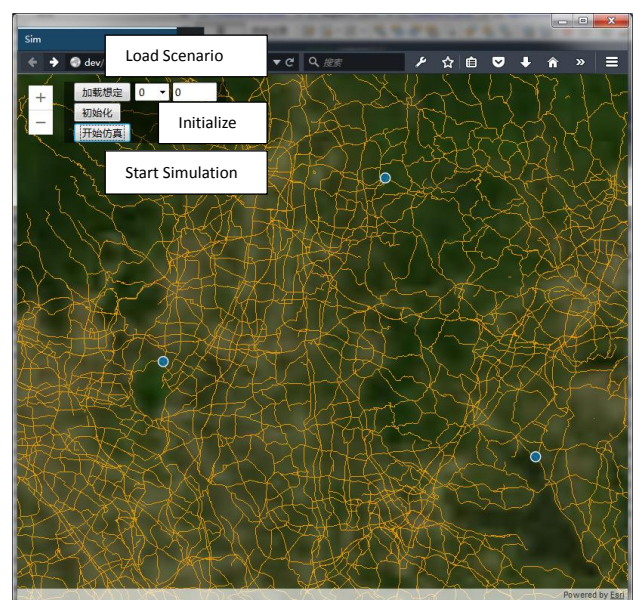 Sim
Load Scenario
dev/
搜索
加载想定 0 0
初始化
Initialize
开始仿真
Start Simulation
Powered by Esri